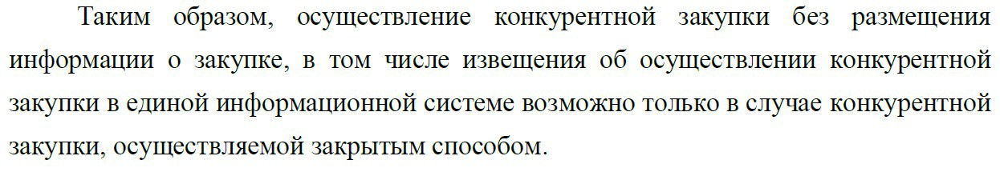 Таким образом, осуществление конкурентной закупки без размещения
информации о закупке, в том числе извещения об осуществлении конкурентной
закупки в единой информационной системе возможно только в случае конкурентной
закупки, осуществляемой закрытым способом.